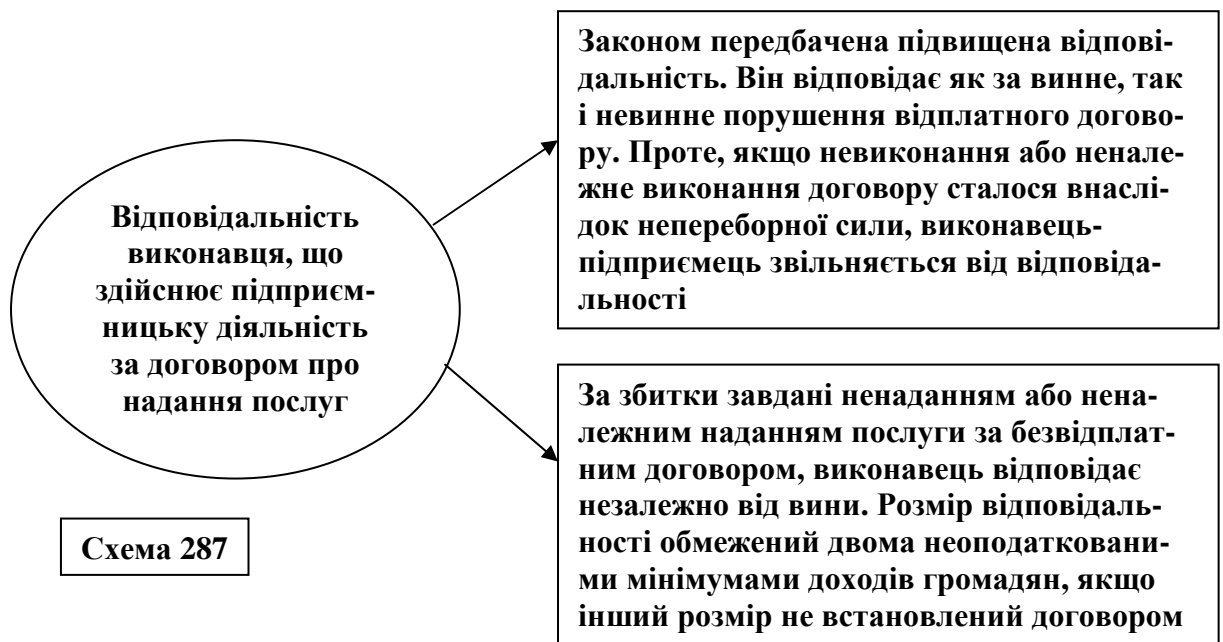 Законом передбачена підвищена відпові-
дальність. Він відповідає як за винне, так
і невинне порушення відплатного догово-
ру. Проте, якщо невиконання або ненале-
жне виконання договору сталося внаслі-
док непереборної сили, виконавець-
підприємець звільняється від відповіда-
льності
Відповідальність
виконавця, що
здійснює підприєм-
ницьку діяльність
за договором про
надання послуг
За збитки завдані ненаданням або нена-
лежним наданням послуги за безвідплат-
ним договором, виконавець відповідає
незалежно від вини. Розмір відповідаль-
ності обмежений двома неоподатковани-
ми мінімумами доходів громадян, якщо
інший розмір не встановлений договором
Схема 287